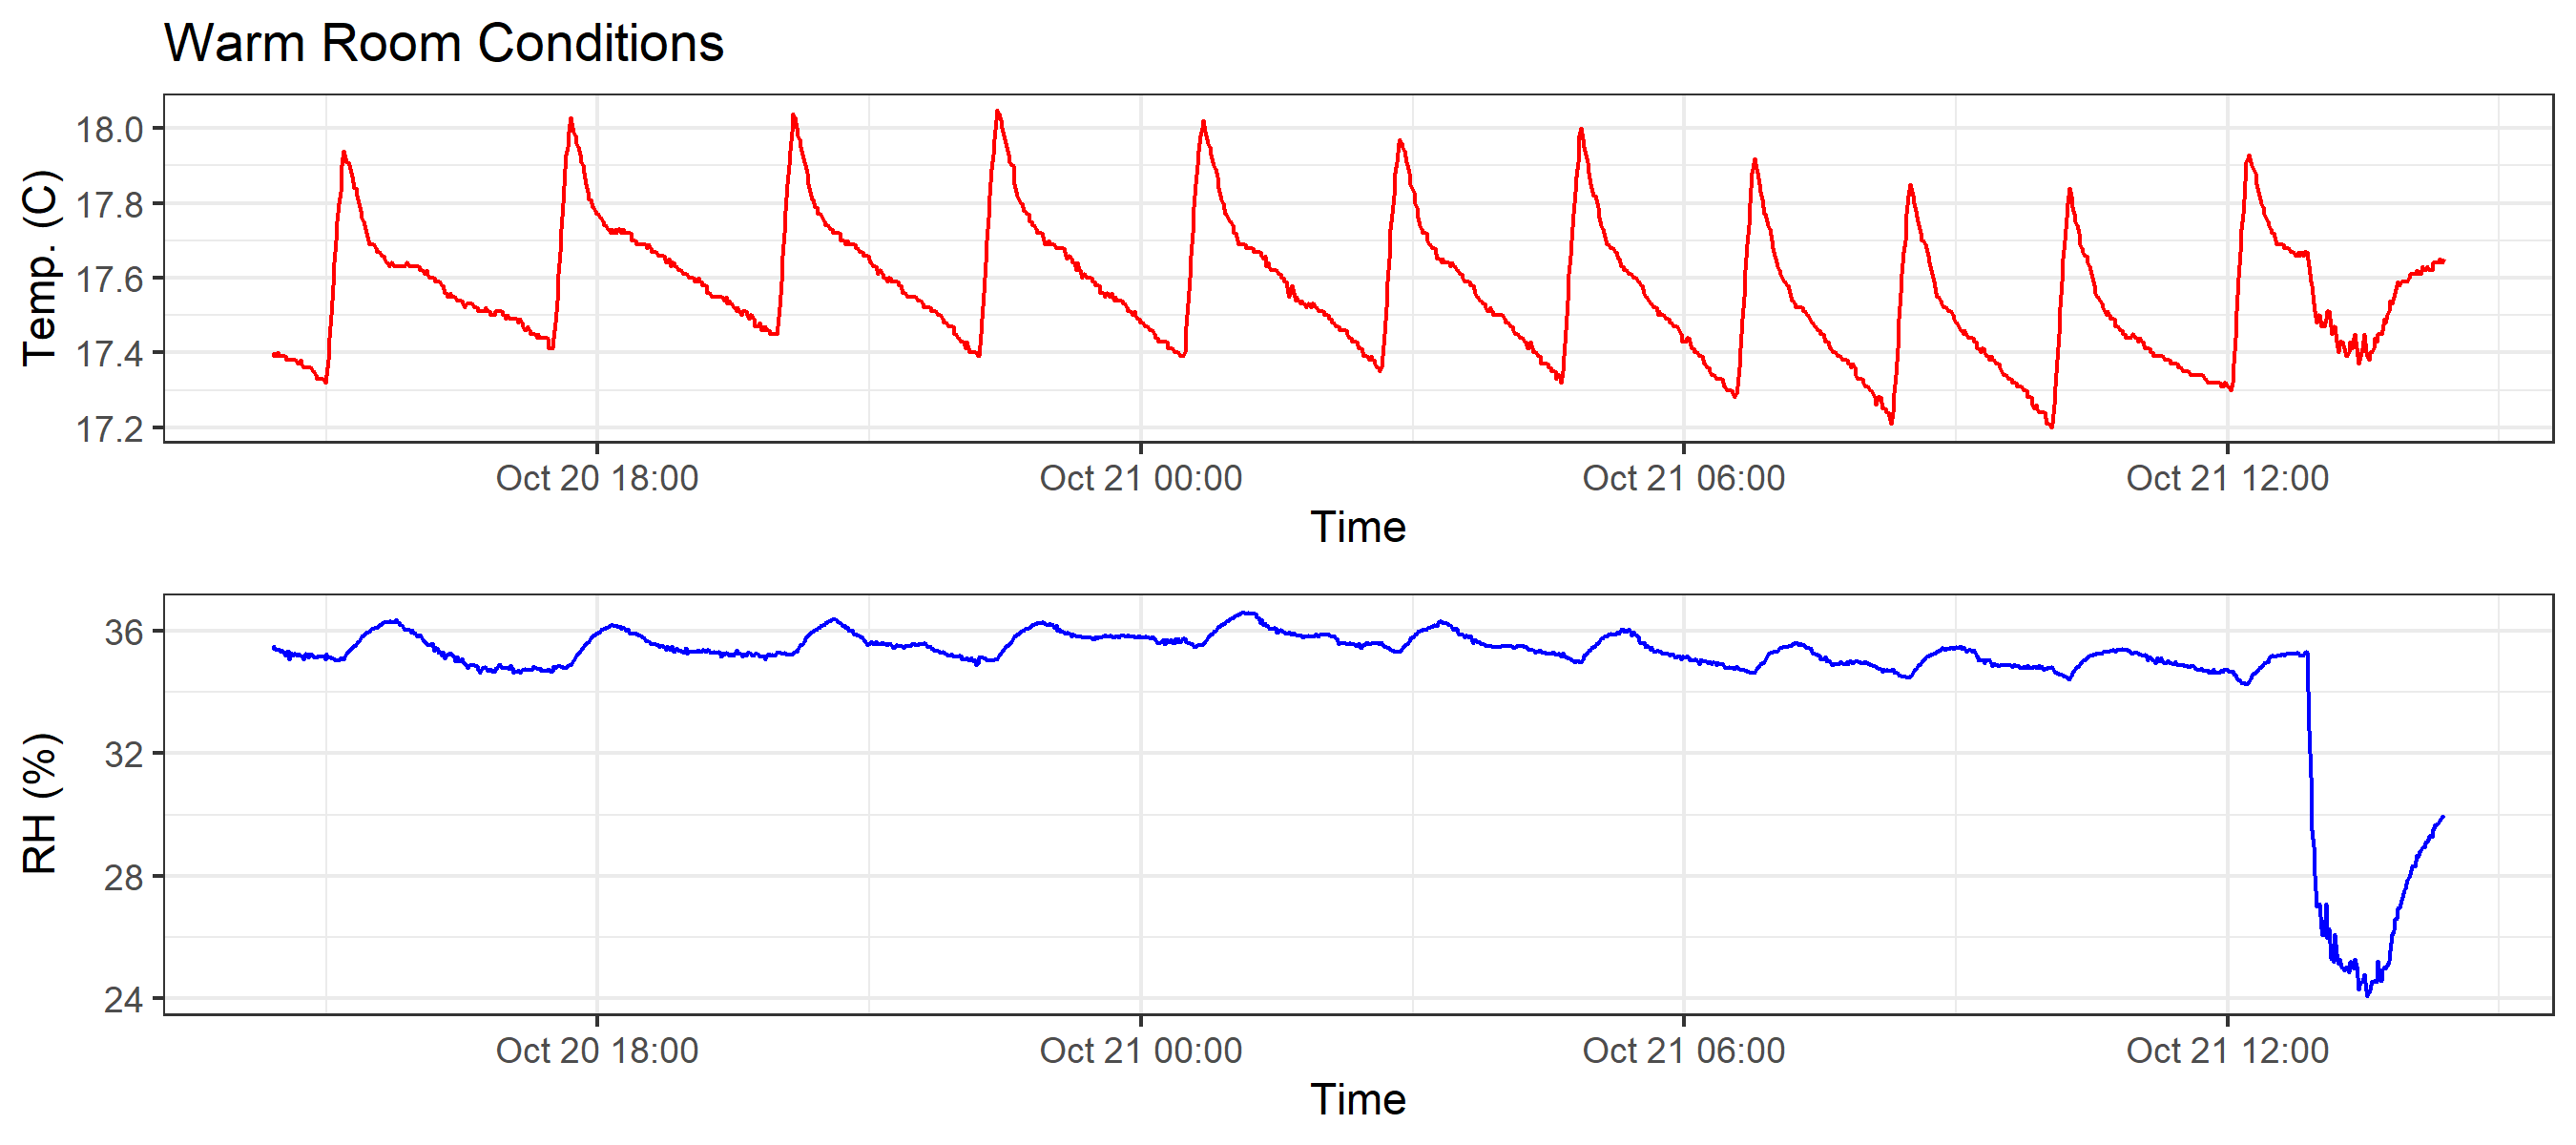 Warm Room Conditions
Temp. (C)
18.0
17.8
17.6
17.4
17.2
Oct 20 18:00 Oct 21 00:00 Oct 21 06:00 Oct 21 12:00
Time
RH (%)
36
32
28
24
Oct 20 18:00 Oct 21 00:00 Oct 21 06:00 Oct 21 12:00
Time